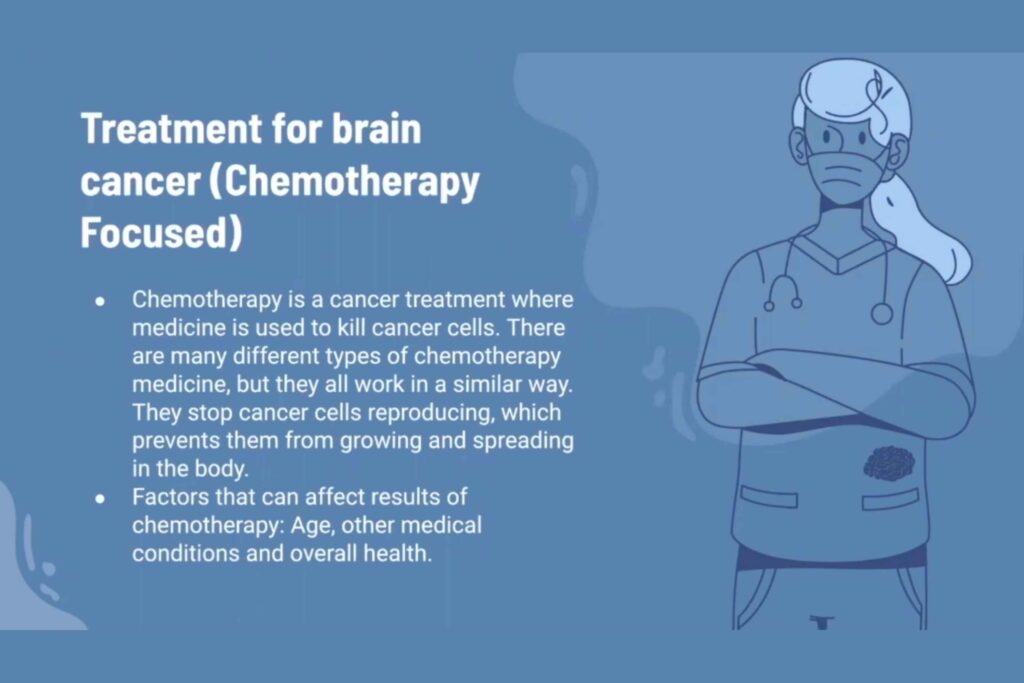 Treatment for brain
cancer (Chemotherapy
Focused)
● Chemotherapy is a cancer treatment where
medicine is used to kill cancer cells. There
are many different types of chemotherapy
medicine, but they all work in a similar way.
They stop cancer cells reproducing, which
prevents them from growing and spreading
in the body.
● Factors that can affect results of
chemotherapy: Age, other medical
conditions and overall health.